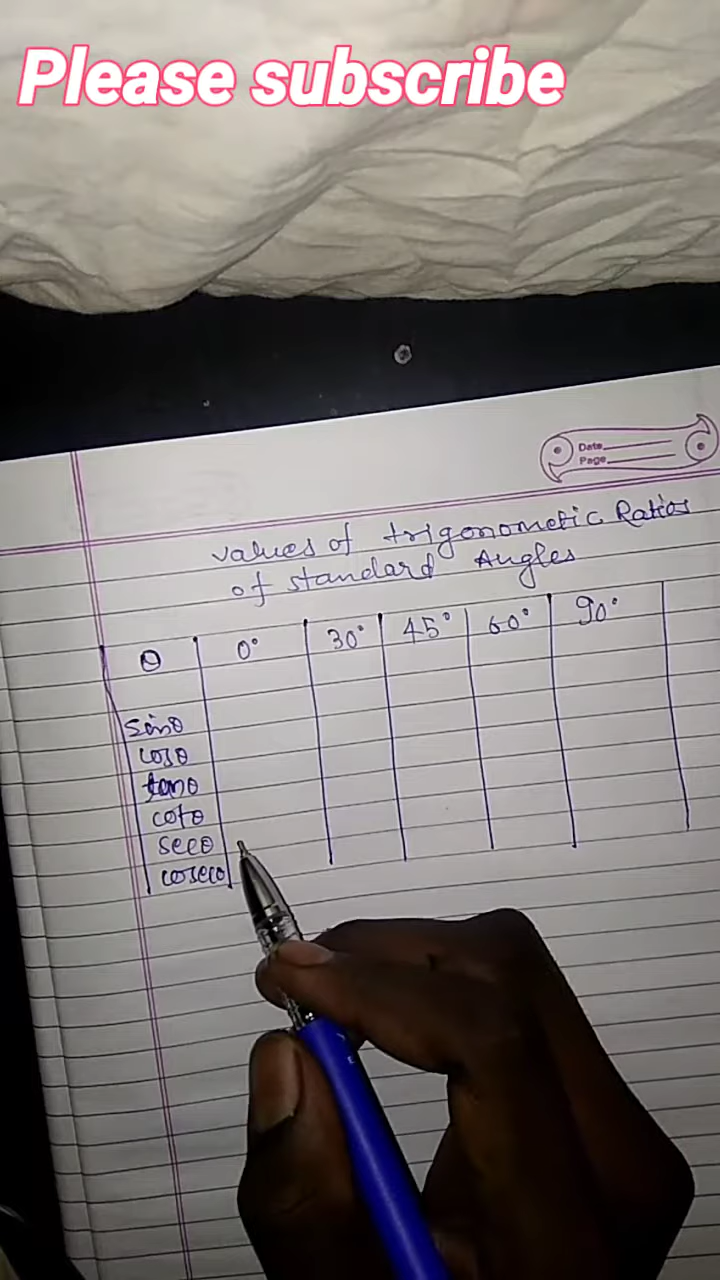 Please subscribe
Date
Page
values of trigonometic Ratios
of standard Angles
θ 0° 30° 45° 60° 90°
sinθ
cosθ
tanθ
cotθ
secθ
cosecθ